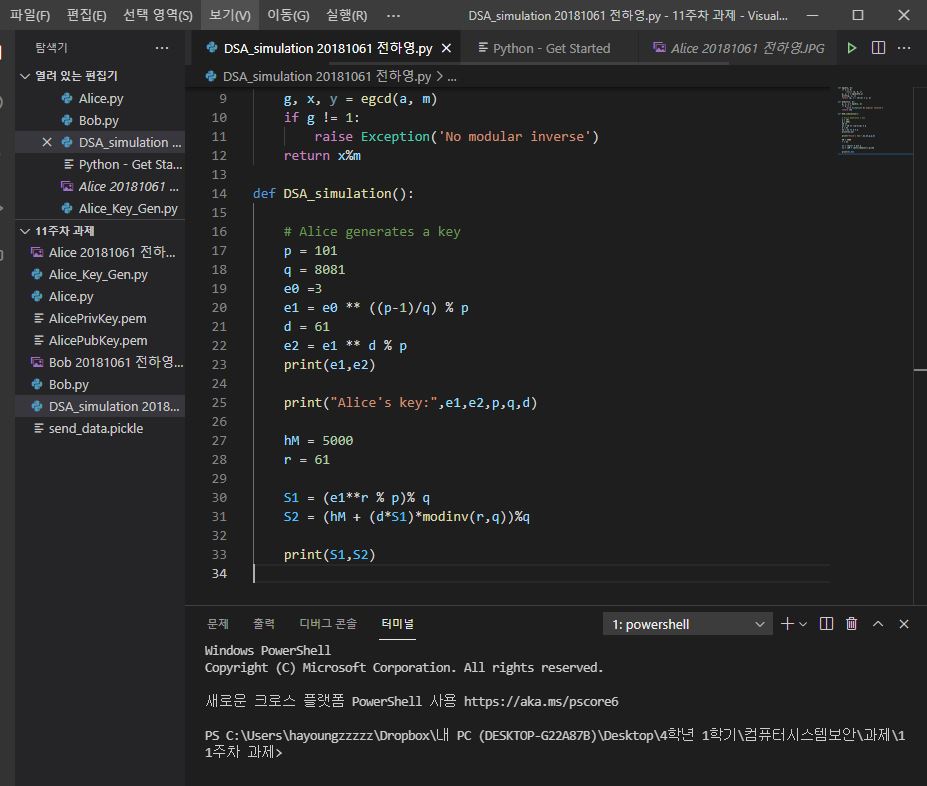 파일(F) 편집(E) 선택 영역(S) 보기(V) 이동(G) 실행(R) ··· DSA_simulation 20181061 전하영.py - 11주차 과제 - Visual...
탐색기 ···
열려 있는 편집기
Alice.py
Bob.py
DSA_simulation ...
Python - Get Sta...
Alice 20181061 ...
Alice_Key_Gen.py
11주차 과제
Alice 20181061 전하...
Alice_Key_Gen.py
Alice.py
AlicePrivKey.pem
AlicePubKey.pem
Bob 20181061 전하영...
Bob.py
DSA_simulation 2018...
send_data.pickle
DSA_simulation 20181061 전하영.py Python - Get Started Alice 20181061 전하영.JPG
DSA_simulation 20181061 전하영.py > ...
9 g, x, y = egcd(a, m)
10 if g != 1:
11 raise Exception('No modular inverse')
12 return x%m
13
14 def DSA_simulation():
15
16 # Alice generates a key
17 p = 101
18 q = 8081
19 e0 =3
20 e1 = e0 ** ((p-1)/q) % p
21 d = 61
22 e2 = e1 ** d % p
23 print(e1,e2)
24
25 print("Alice's key:",e1,e2,p,q,d)
26
27 hM = 5000
28 r = 61
29
30 S1 = (e1**r % p)% q
31 S2 = (hM + (d*S1)*modinv(r,q))%q
32
33 print(S1,S2)
34
문제 출력 디버그 콘솔 터미널 1: powershell
Windows PowerShell
Copyright (C) Microsoft Corporation. All rights reserved.
새로운 크로스 플랫폼 PowerShell 사용 https://aka.ms/pscore6
PS C:\Users\hayoungzzzzz\Dropbox\내 PC (DESKTOP-G22A87B)\Desktop\4학년 1학기\컴퓨터시스템보안\과제\1
1주차 과제>